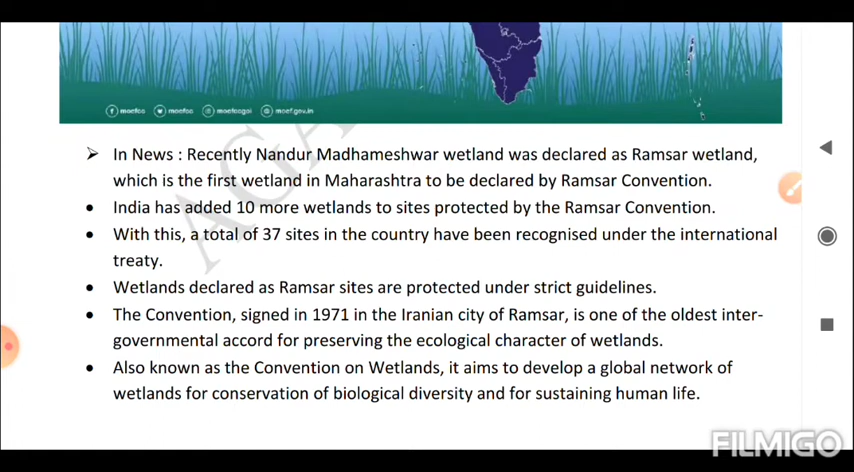 moefcc moefcc moefccgoi moef.gov.in
➢ In News : Recently Nandur Madhameshwar wetland was declared as Ramsar wetland,
which is the first wetland in Maharashtra to be declared by Ramsar Convention.
• India has added 10 more wetlands to sites protected by the Ramsar Convention.
• With this, a total of 37 sites in the country have been recognised under the international
treaty.
• Wetlands declared as Ramsar sites are protected under strict guidelines.
• The Convention, signed in 1971 in the Iranian city of Ramsar, is one of the oldest inter-
governmental accord for preserving the ecological character of wetlands.
• Also known as the Convention on Wetlands, it aims to develop a global network of
wetlands for conservation of biological diversity and for sustaining human life.
FILMIGO